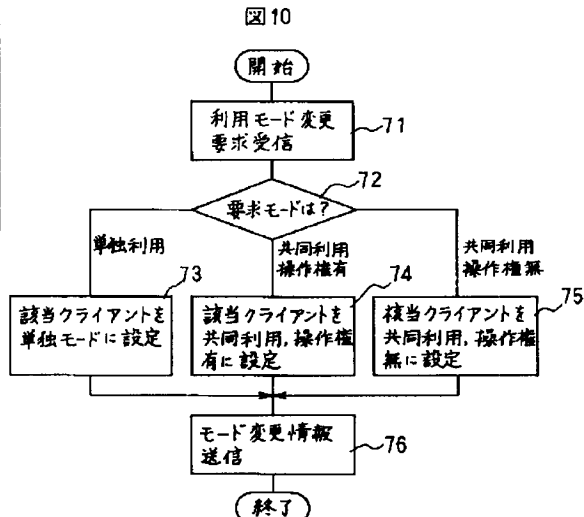 図10
開始
利用モード変更
要求受信
71
要求モードは?
72
単独利用
共同利用
操作権有
共同利用
操作権無
73
該当クライアントを
単独モードに設定
74
該当クライアントを
共同利用,操作権
有に設定
75
該当クライアントを
共同利用,操作権
無に設定
モード変更情報
送信
76
終了